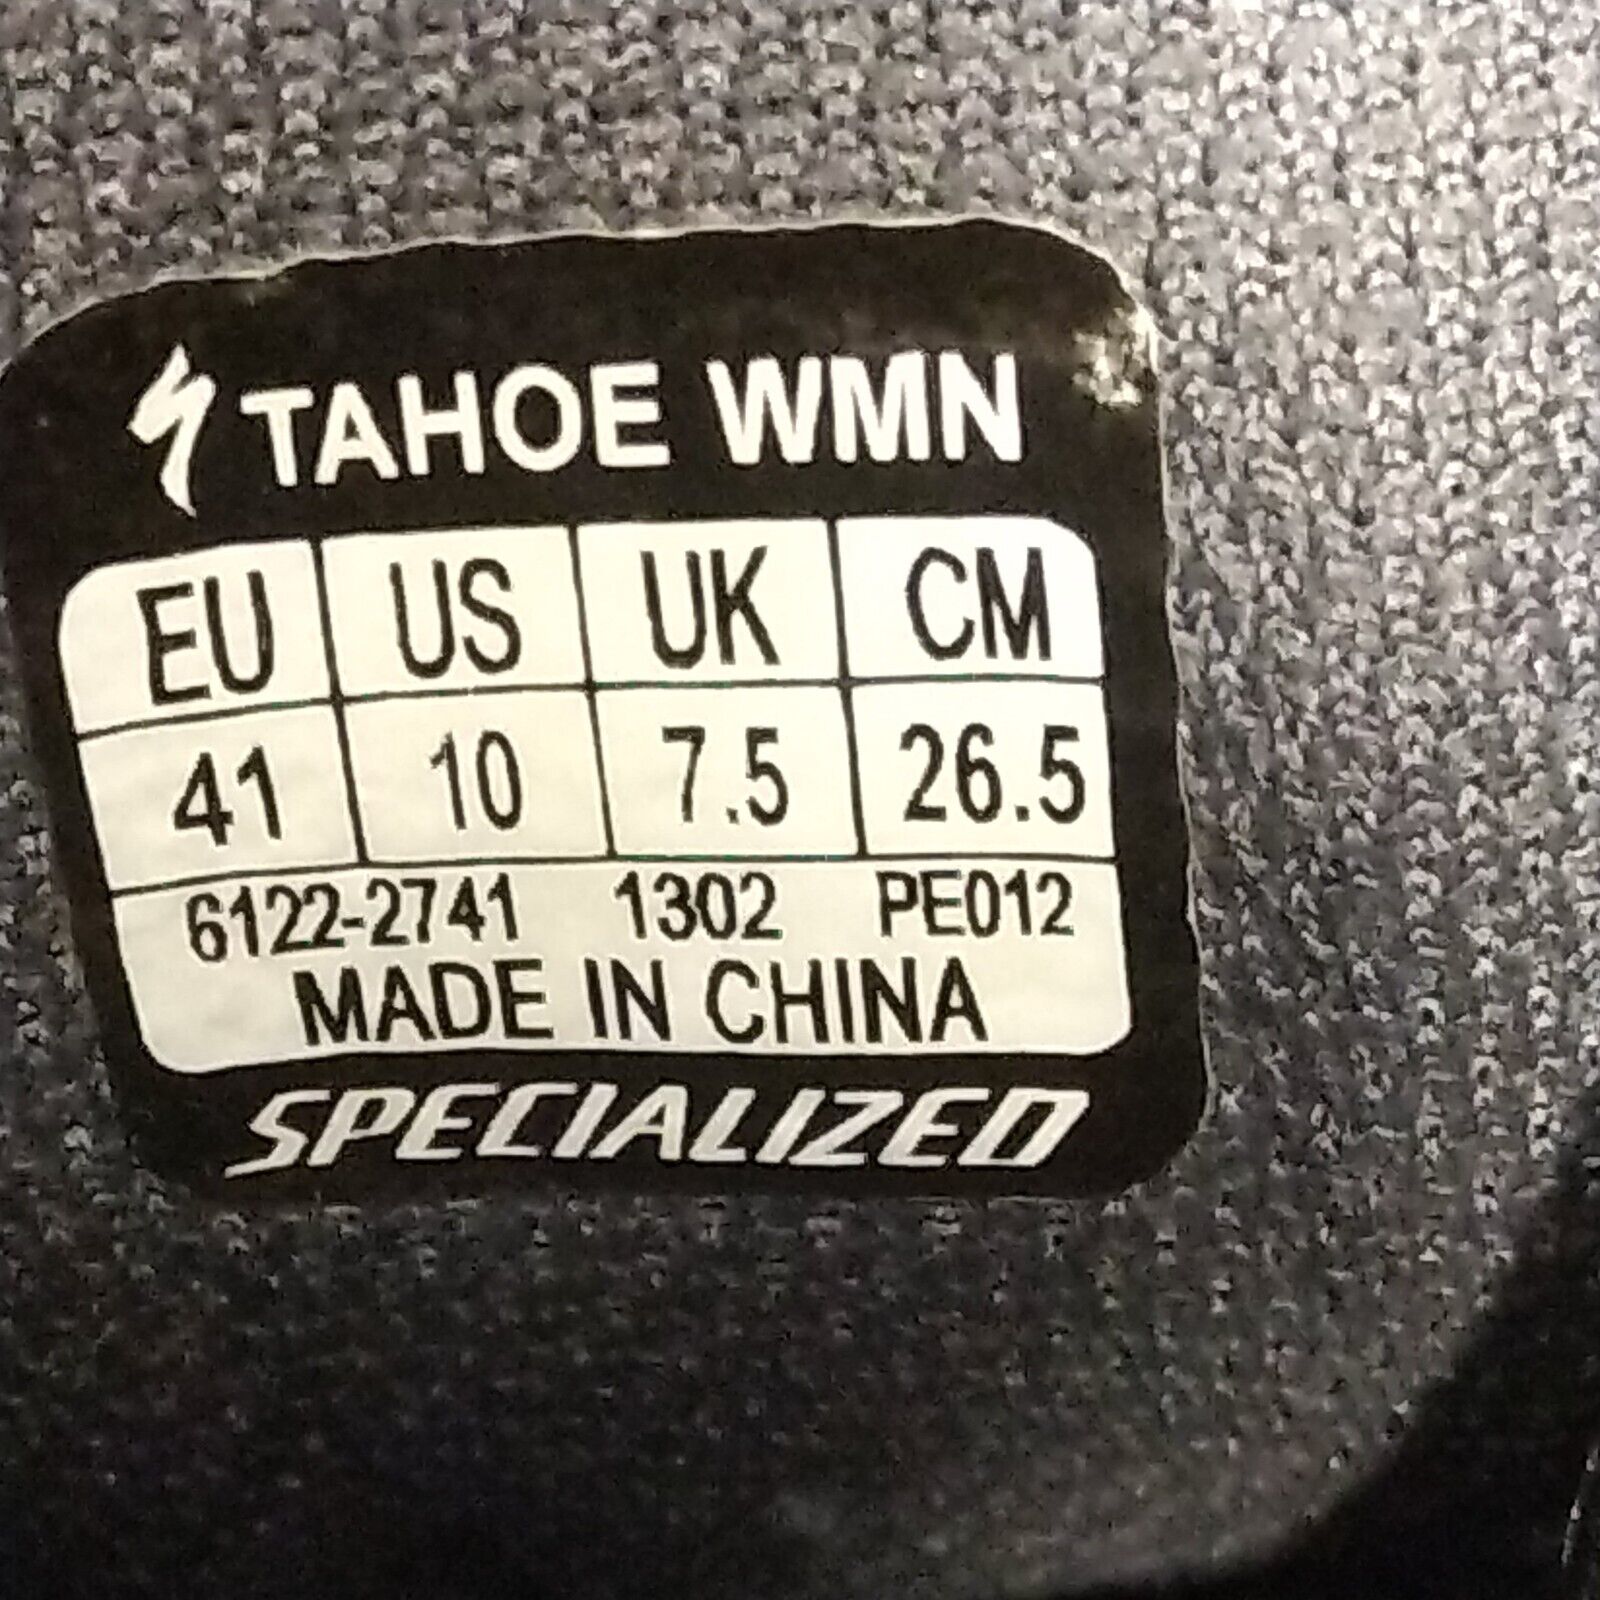 TAHOE WMN
EU US UK CM
41 10 7.5 26.5
6122-2741 1302 PE012
MADE IN CHINA
SPECIALIZED